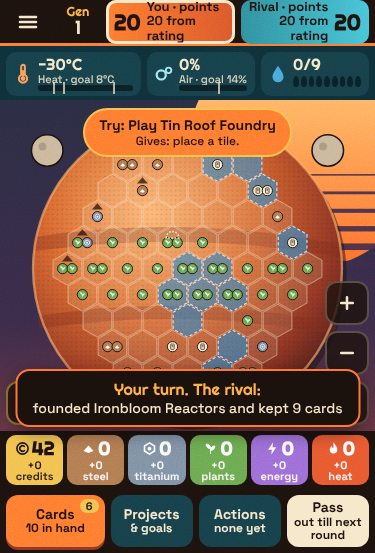 Gen
1
20
You · points
20 from
rating
Rival · points
20 from
rating
20
-30°C
Heat · goal 8°C
0%
Air · goal 14%
0/9
Try: Play Tin Roof Foundry
Gives: place a tile.
+
−
Your turn. The rival:
founded Ironbloom Reactors and kept 9 cards
© 42
+0
credits
0
+0
steel
0
+0
titanium
0
+0
plants
0
+0
energy
0
+0
heat
Cards
10 in hand
6
Projects
& goals
Actions
none yet
Pass
out till next
round